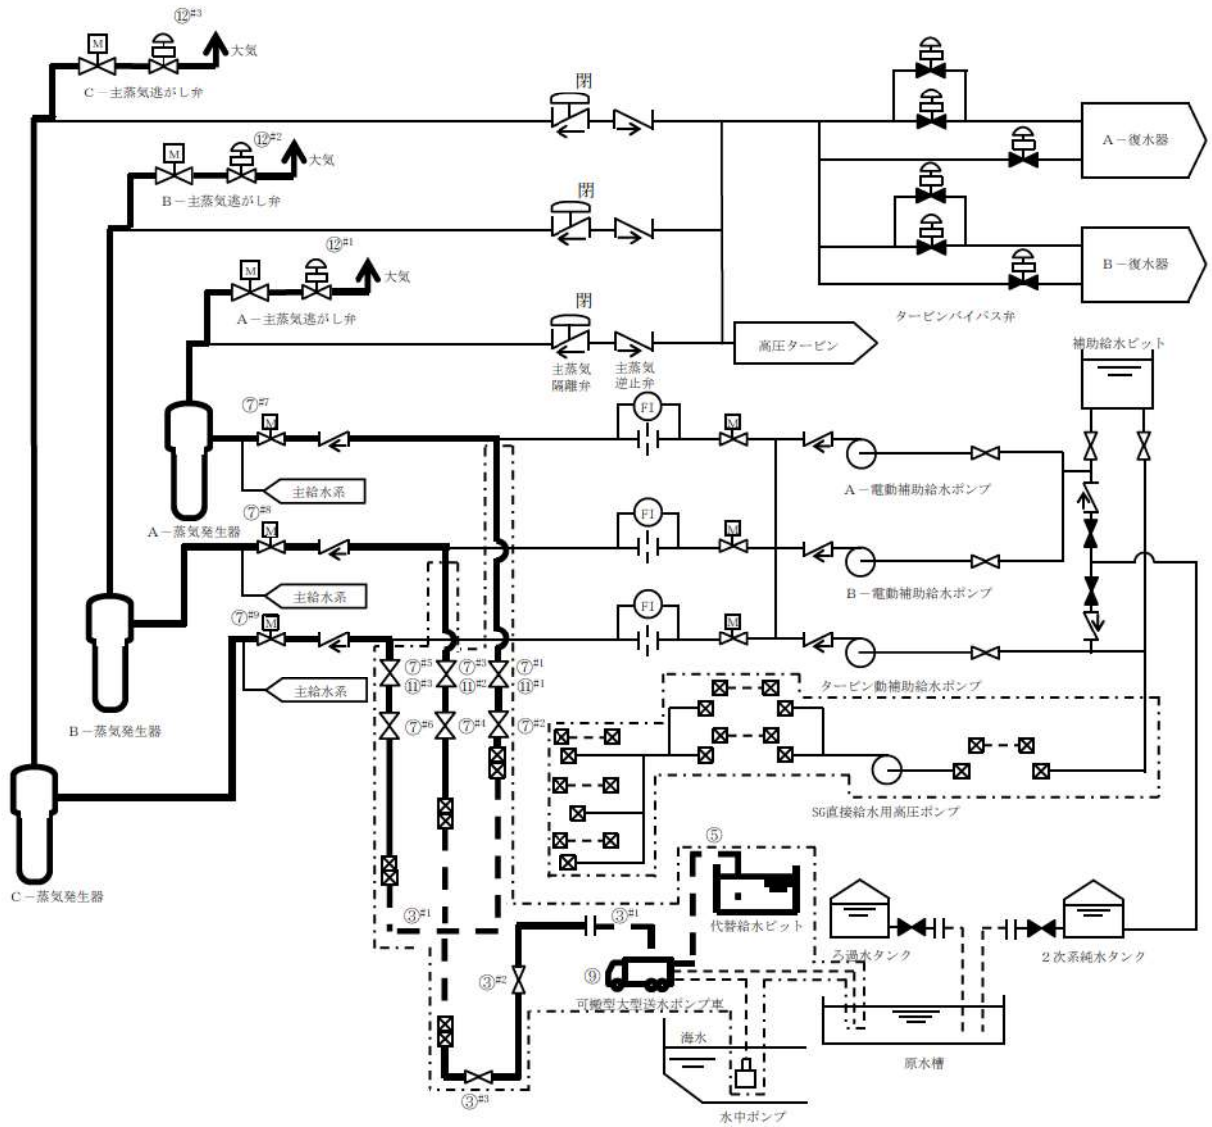 ⑫#3
M
大気
C－主蒸気逃がし弁
閉
⑫#2
M
大気
B－主蒸気逃がし弁
A－復水器
閉
⑫#1
M
大気
A－主蒸気逃がし弁
B－復水器
閉
タービンバイパス弁
高圧タービン
補助給水ピット
主蒸気
隔離弁
主蒸気
逆止弁
⑦#7
M
FI
M
主給水系
A－電動補助給水ポンプ
A－蒸気発生器
⑦#8
M
FI
M
主給水系
B－電動補助給水ポンプ
⑦#9
M
FI
M
主給水系
タービン動補助給水ポンプ
⑦#5
⑪#3
⑦#3
⑪#2
⑦#1
⑪#1
⑦#6
⑦#4
⑦#2
B－蒸気発生器
SG直接給水用高圧ポンプ
⑤
C－蒸気発生器
③#1
③#1
代替給水ピット
ろ過水タンク
2次系純水タンク
③#2
⑨
可搬型大型送水ポンプ車
海水
原水槽
③#3
水中ポンプ